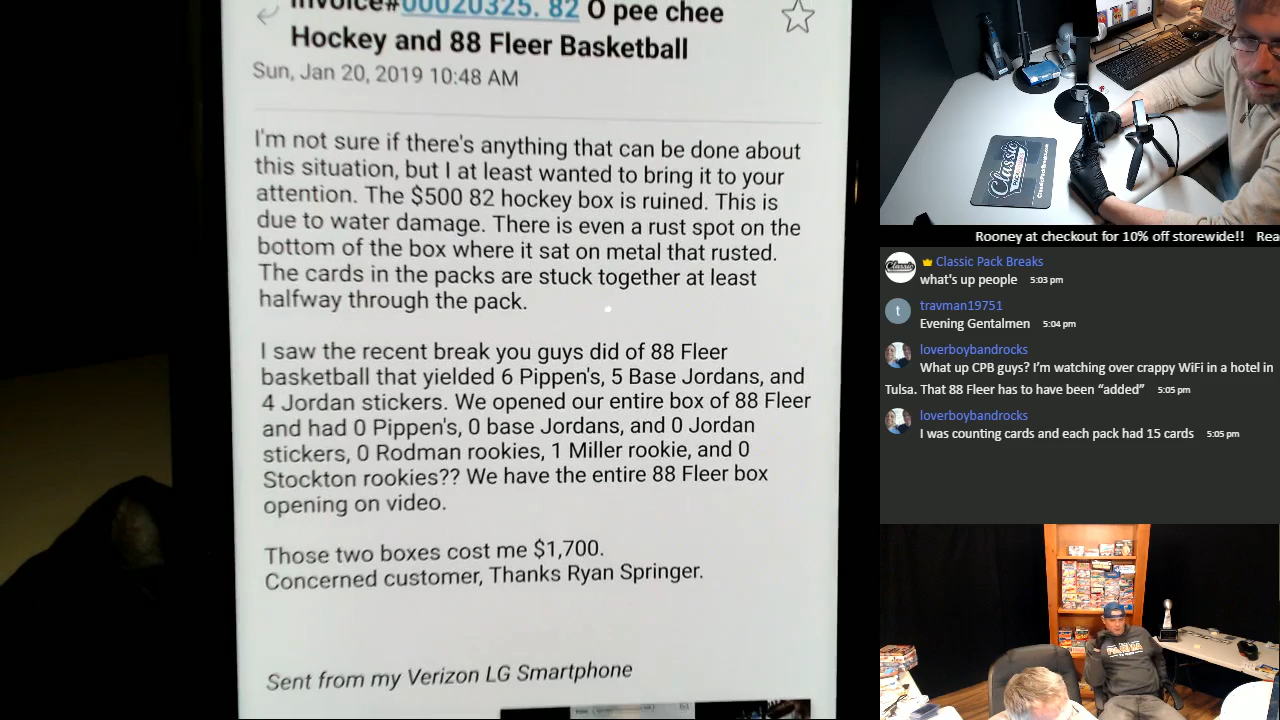 Invoice#00020325. 82 O pee chee
Hockey and 88 Fleer Basketball
Sun, Jan 20, 2019 10:48 AM
I'm not sure if there's anything that can be done about
this situation, but I at least wanted to bring it to your
attention. The $500 82 hockey box is ruined. This is
due to water damage. There is even a rust spot on the
bottom of the box where it sat on metal that rusted.
The cards in the packs are stuck together at least
halfway through the pack.
I saw the recent break you guys did of 88 Fleer
basketball that yielded 6 Pippen's, 5 Base Jordans, and
4 Jordan stickers. We opened our entire box of 88 Fleer
and had 0 Pippen's, 0 base Jordans, and 0 Jordan
stickers, 0 Rodman rookies, 1 Miller rookie, and 0
Stockton rookies?? We have the entire 88 Fleer box
opening on video.
Those two boxes cost me $1,700.
Concerned customer, Thanks Ryan Springer.
Sent from my Verizon LG Smartphone
Classic
Rooney at checkout for 10% off storewide!! Rea
Classic
Classic Pack Breaks
what's up people 5:03 pm
t
travman19751
Evening Gentalmen 5:04 pm
loverboybandrocks
What up CPB guys? I'm watching over crappy WiFi in a hotel in
Tulsa. That 88 Fleer has to have been “added” 5:05 pm
loverboybandrocks
I was counting cards and each pack had 15 cards 5:05 pm